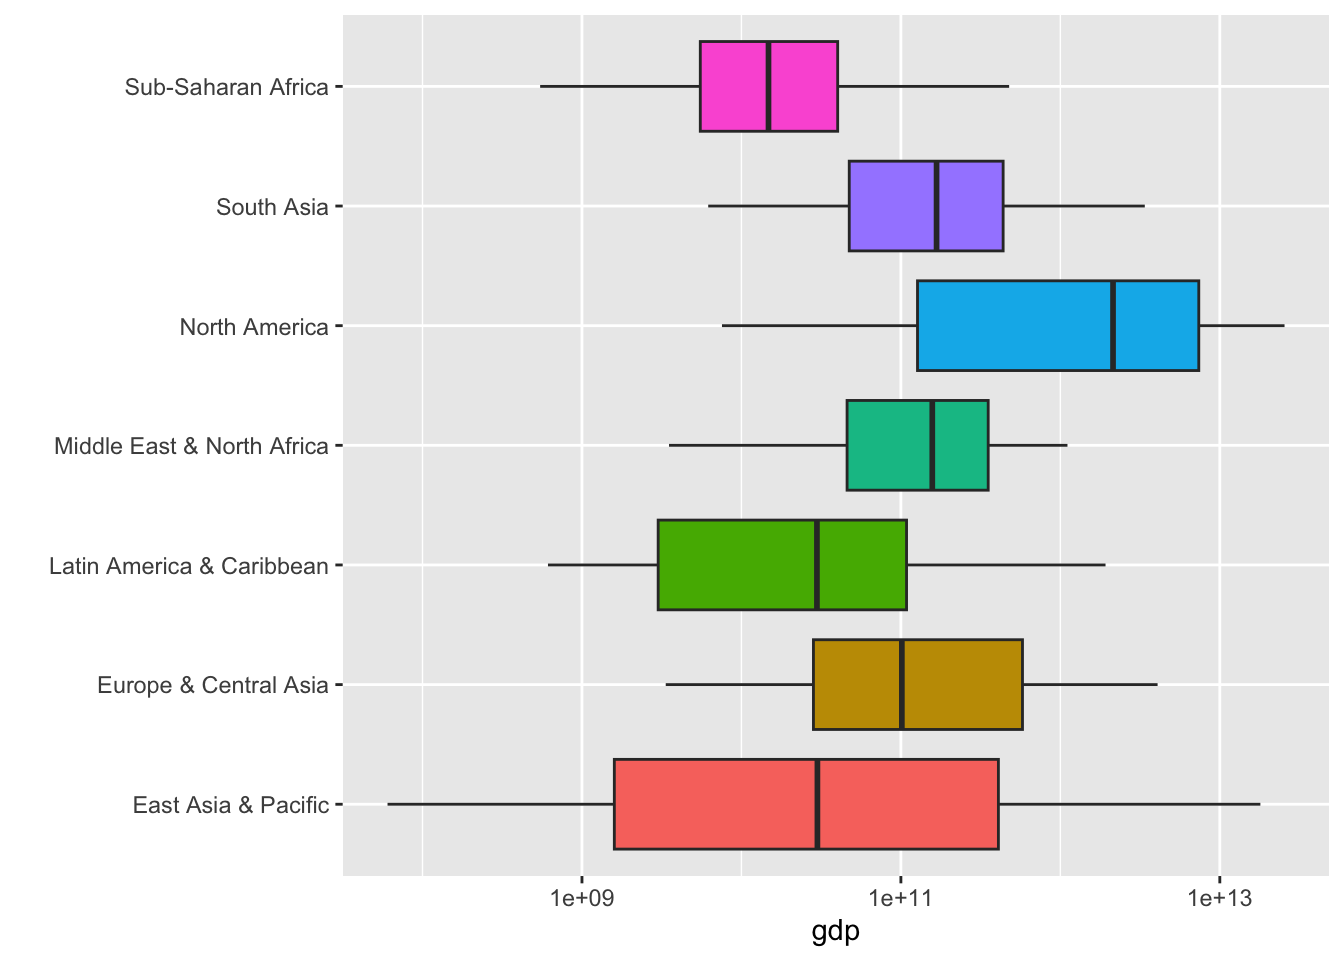 Sub-Saharan Africa
South Asia
North America
Middle East & North Africa
Latin America & Caribbean
Europe & Central Asia
East Asia & Pacific
1e+09 1e+11 1e+13
gdp